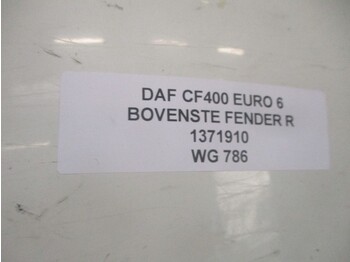 DAF CF400 EURO 6
BOVENSTE FENDER R
1371910
WG 786